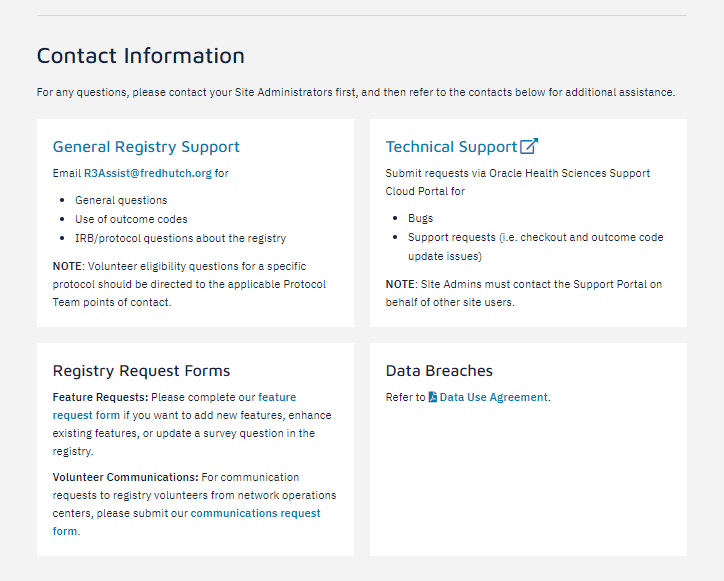 Contact Information
For any questions, please contact your Site Administrators first, and then refer to the contacts below for additional assistance.
General Registry Support
Email R3Assist@fredhutch.org for
• General questions
• Use of outcome codes
• IRB/protocol questions about the registry
NOTE: Volunteer eligibility questions for a specific
protocol should be directed to the applicable Protocol
Team points of contact.
Technical Support
Submit requests via Oracle Health Sciences Support
Cloud Portal for
• Bugs
• Support requests (i.e. checkout and outcome code
update issues)
NOTE: Site Admins must contact the Support Portal on
behalf of other site users.
Registry Request Forms
Feature Requests: Please complete our feature
request form if you want to add new features, enhance
existing features, or update a survey question in the
registry.
Volunteer Communications: For communication
requests to registry volunteers from network operations
centers, please submit our communications request
form.
Data Breaches
Refer to Data Use Agreement.